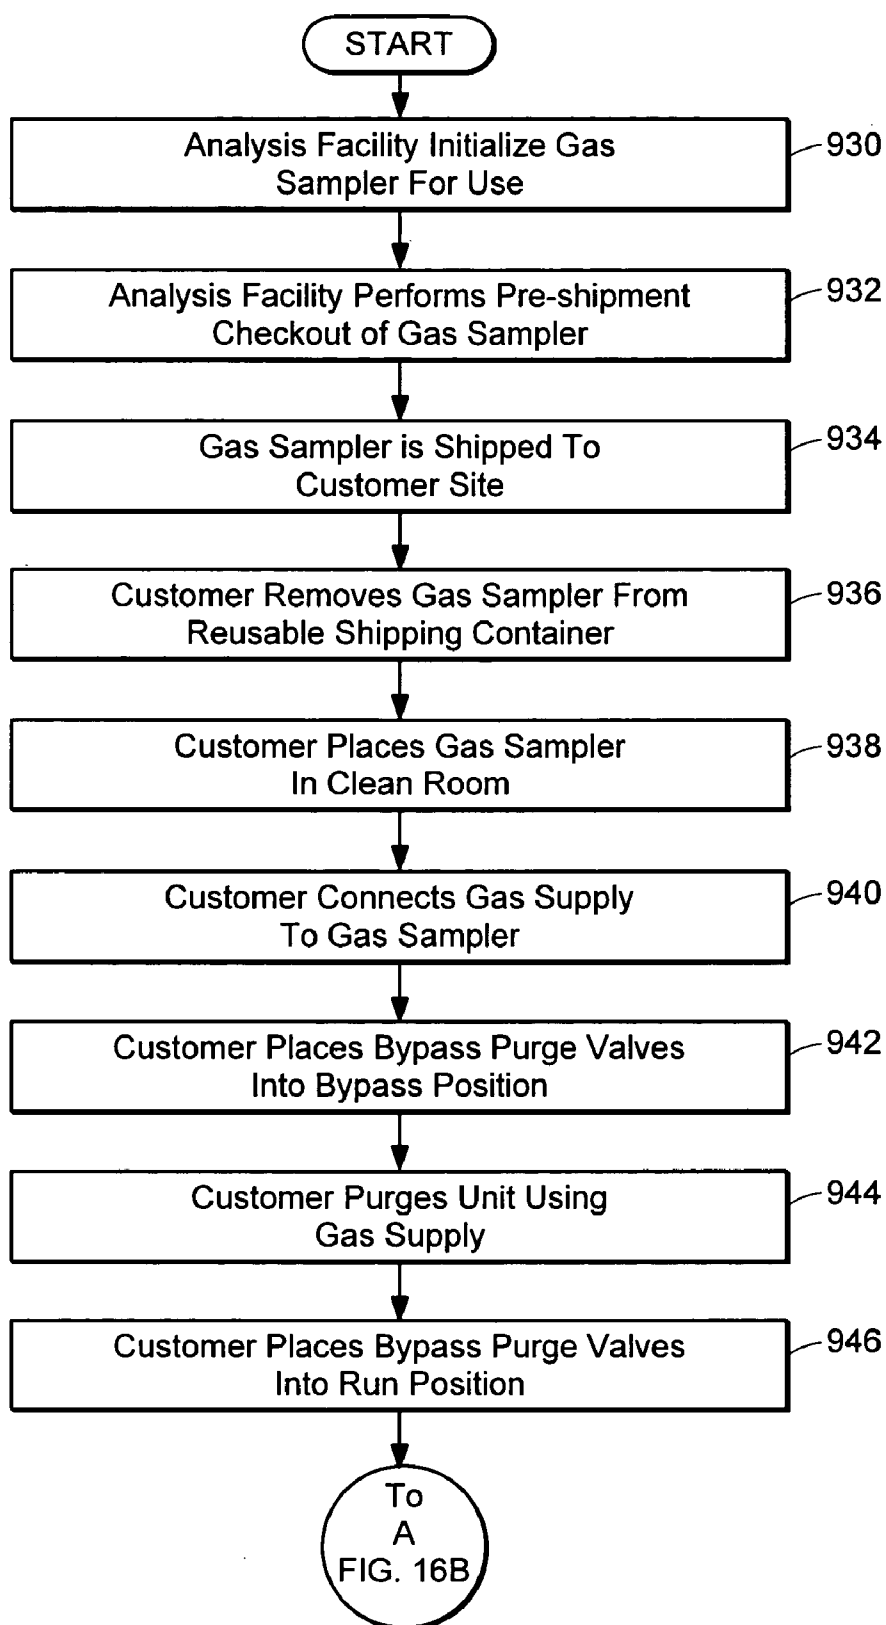 START
Analysis Facility Initialize Gas
Sampler For Use
930
Analysis Facility Performs Pre-shipment
Checkout of Gas Sampler
932
Gas Sampler is Shipped To
Customer Site
934
Customer Removes Gas Sampler From
Reusable Shipping Container
936
Customer Places Gas Sampler
In Clean Room
938
Customer Connects Gas Supply
To Gas Sampler
940
Customer Places Bypass Purge Valves
Into Bypass Position
942
Customer Purges Unit Using
Gas Supply
944
Customer Places Bypass Purge Valves
Into Run Position
946
To
A
FIG. 16B